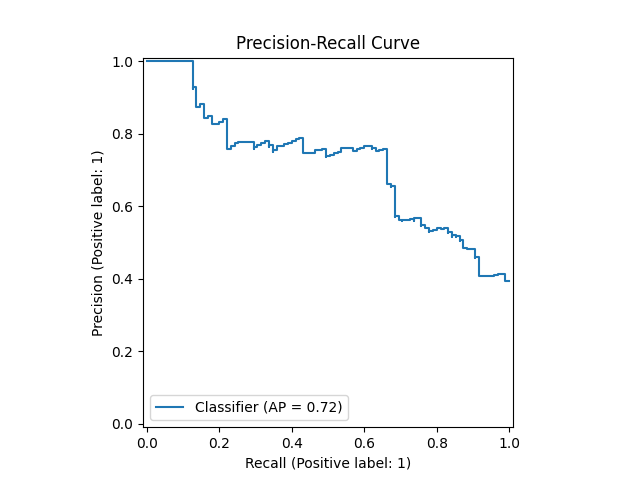 Precision-Recall Curve
Precision (Positive label: 1)
1.0
0.8
0.6
0.4
0.2
0.0
Classifier (AP = 0.72)
0.0 0.2 0.4 0.6 0.8 1.0
Recall (Positive label: 1)